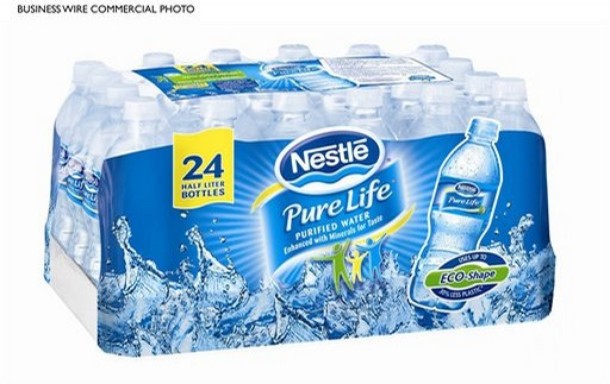 BUSINESS WIRE COMMERCIAL PHOTO
24
HALF LITER
BOTTLES
Nestlé
Pure Life
PURIFIED WATER
Enhanced with Minerals for Taste
Nestlé
Pure Life
USES UP TO
ECO-Shape
30% LESS PLASTIC